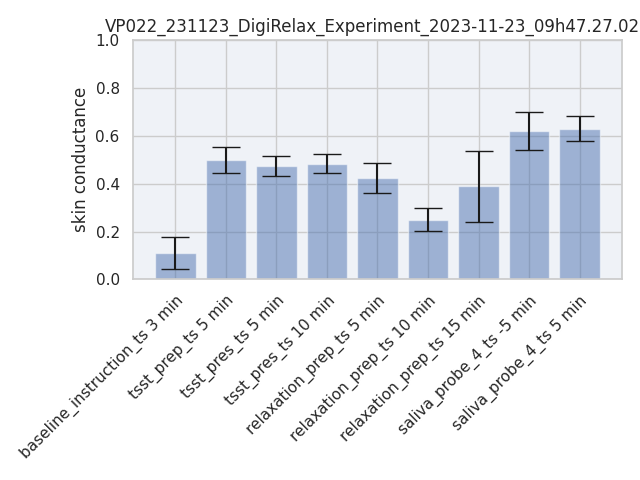 VP022_231123_DigiRelax_Experiment_2023-11-23_09h47.27.02
1.0
0.8
0.6
0.4
0.2
0.0
skin conductance
baseline_instruction_ts 3 min
tsst_prep_ts 5 min
tsst_pres_ts 5 min
tsst_pres_ts 10 min
relaxation_prep_ts 5 min
relaxation_prep_ts 10 min
relaxation_prep_ts 15 min
saliva_probe_4_ts -5 min
saliva_probe_4_ts 5 min